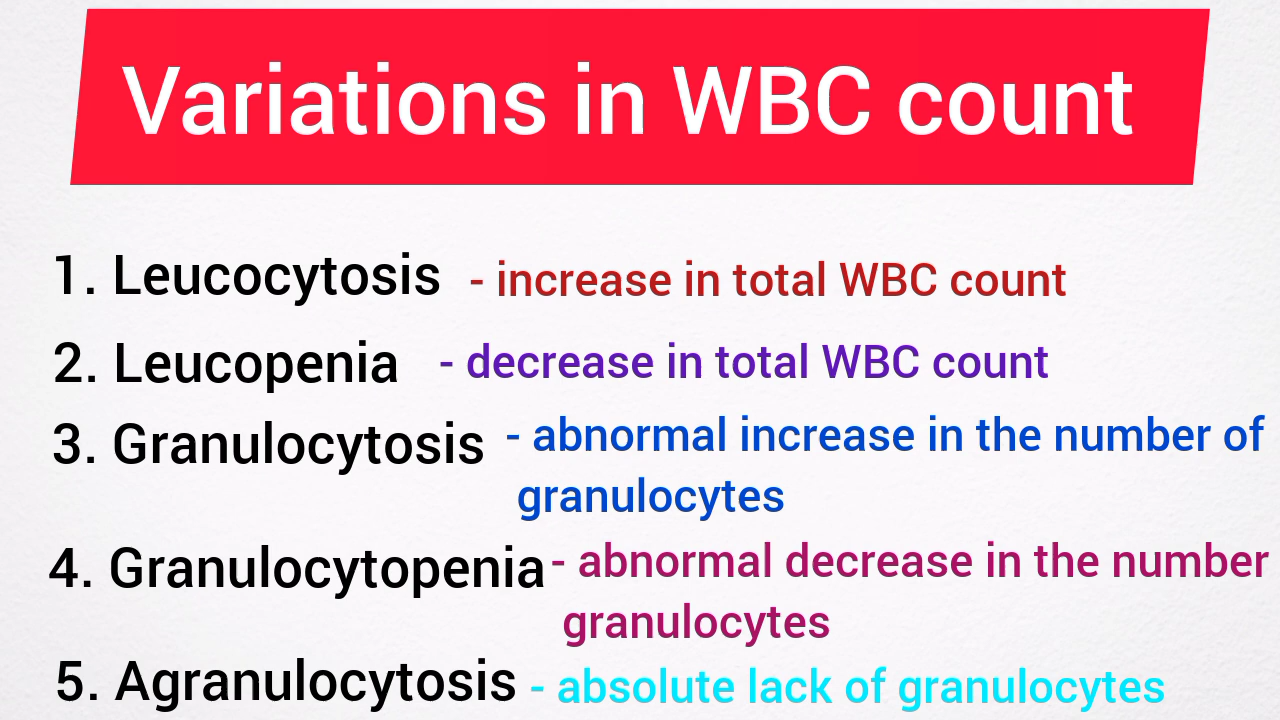 Variations in WBC count
1. Leucocytosis - increase in total WBC count
2. Leucopenia - decrease in total WBC count
3. Granulocytosis - abnormal increase in the number of
granulocytes
4. Granulocytopenia - abnormal decrease in the number
granulocytes
5. Agranulocytosis - absolute lack of granulocytes